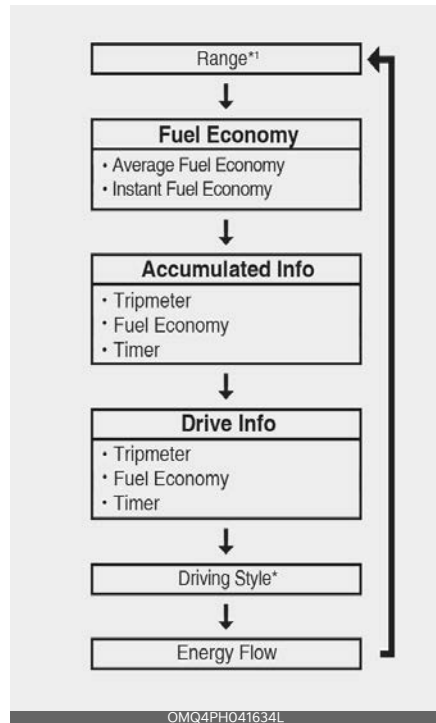 Range*¹
Fuel Economy
• Average Fuel Economy
• Instant Fuel Economy
Accumulated Info
• Tripmeter
• Fuel Economy
• Timer
Drive Info
• Tripmeter
• Fuel Economy
• Timer
Driving Style*
Energy Flow
OMQ4PH041634L